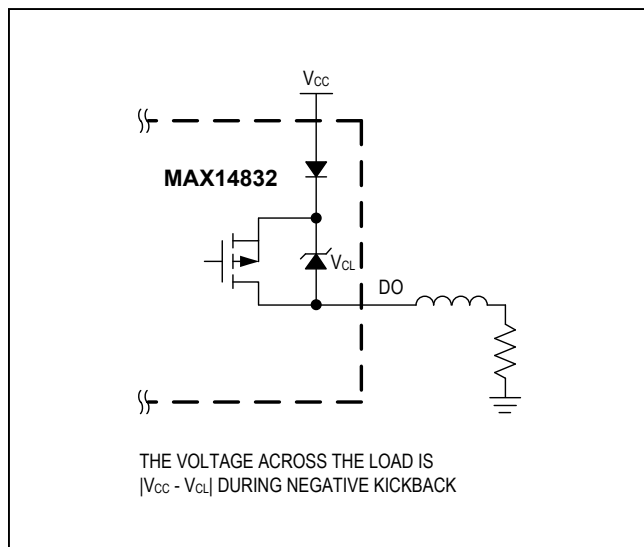 VCC
MAX14832
VCL
DO
THE VOLTAGE ACROSS THE LOAD IS
|VCC - VCL| DURING NEGATIVE KICKBACK